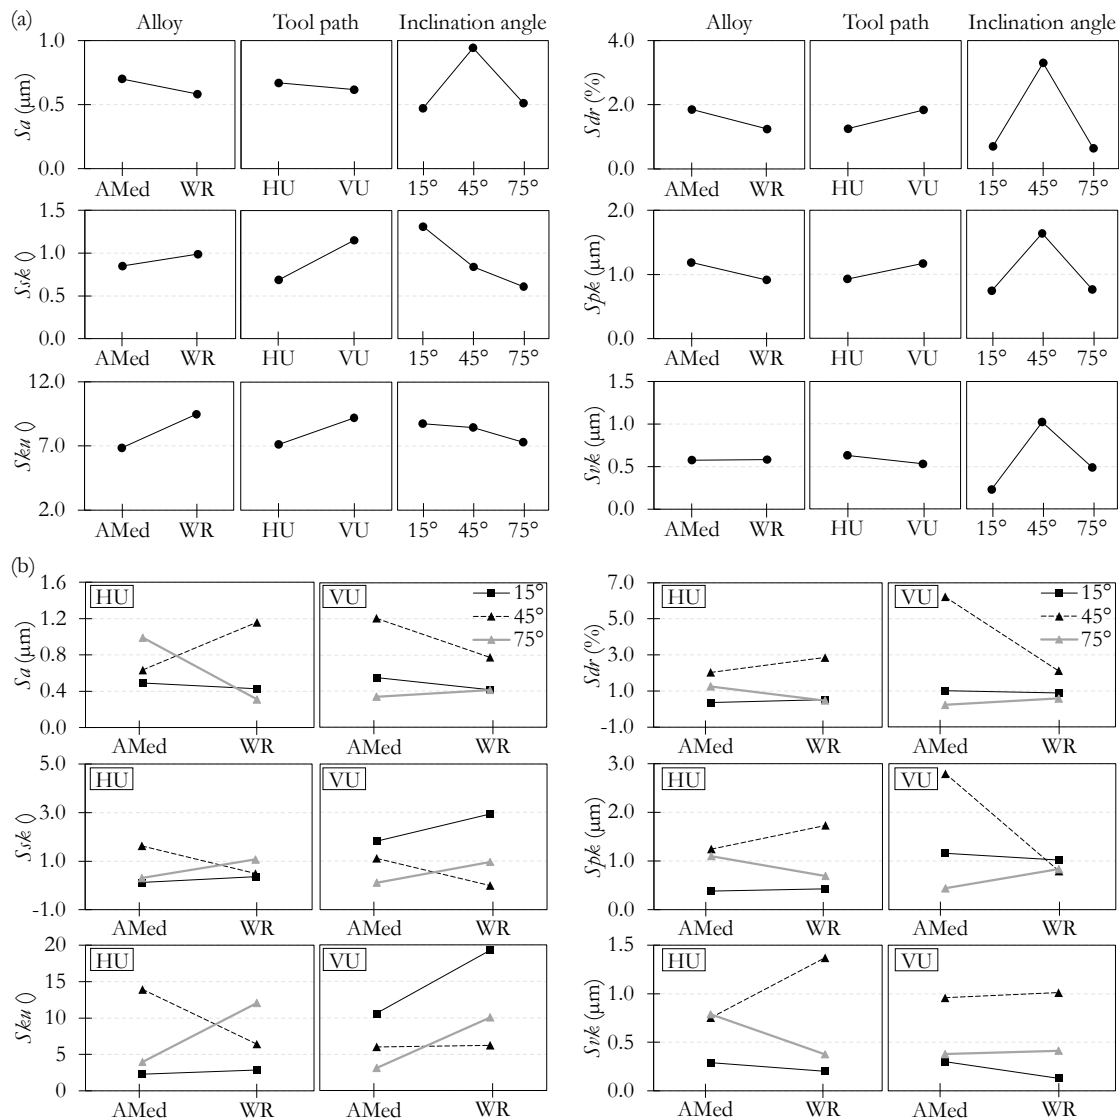 (a)
Alloy Tool path Inclination angle
Sa (µm)
1.0
0.5
0.0
AMed WR HU VU 15° 45° 75°
Ssk ()
1.5
1.0
0.5
0.0
AMed WR HU VU 15° 45° 75°
Sku ()
12.0
7.0
2.0
AMed WR HU VU 15° 45° 75°
Alloy Tool path Inclination angle
Sdr (%)
4.0
2.0
0.0
AMed WR HU VU 15° 45° 75°
Spk (µm)
2.0
1.0
0.0
AMed WR HU VU 15° 45° 75°
Svk (µm)
1.5
1.0
0.5
0.0
AMed WR HU VU 15° 45° 75°
(b)
Sa (µm)
1.6
1.2
0.8
0.4
0.0
HU VU
15°
45°
75°
AMed WR AMed WR
Ssk ()
5.0
3.0
1.0
-1.0
HU VU
AMed WR AMed WR
Sku ()
20
15
10
5
0
HU VU
AMed WR AMed WR
Sdr (%)
7.0
5.0
3.0
1.0
-1.0
HU VU
15°
45°
75°
AMed WR AMed WR
Spk (µm)
3.0
2.0
1.0
0.0
HU VU
AMed WR AMed WR
Svk (µm)
1.5
1.0
0.5
0.0
HU VU
AMed WR AMed WR